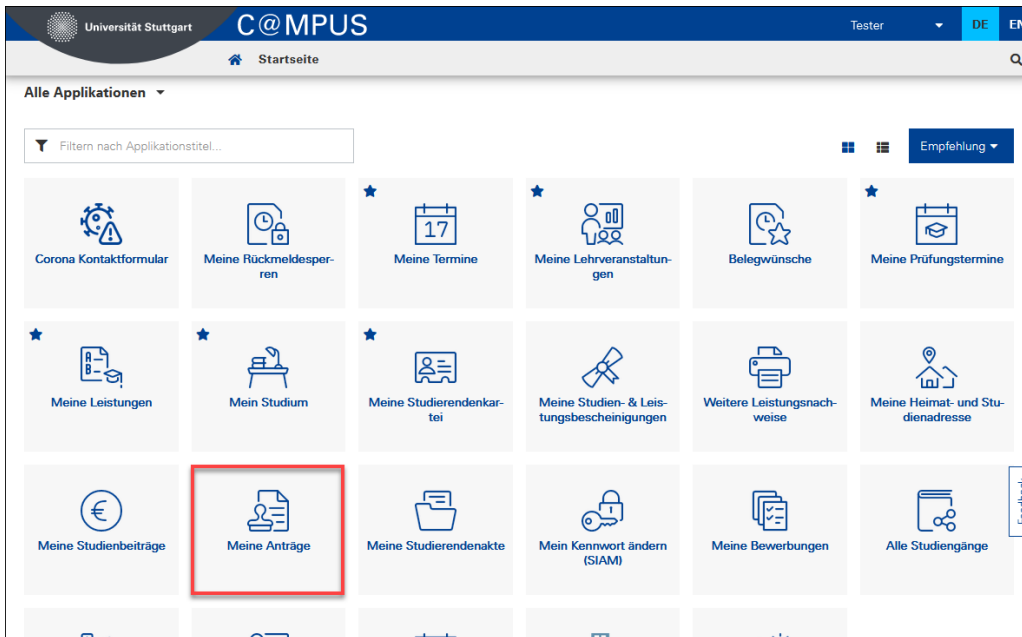 Universität Stuttgart
C@MPUS
Tester
DE
EN
Startseite
Alle Applikationen
Filtern nach Applikationstitel...
Empfehlung
Corona Kontaktformular
Meine Rückmeldesper-
ren
17
Meine Termine
Meine Lehrveranstaltun-
gen
Belegwünsche
Meine Prüfungstermine
A-
B-
Meine Leistungen
Mein Studium
Meine Studierendenkar-
tei
Meine Studien- & Leis-
tungsbescheinigungen
Weitere Leistungsnach-
weise
Meine Heimat- und Stu-
dienadresse
€
Meine Studienbeiträge
Meine Anträge
Meine Studierendenakte
Mein Kennwort ändern
(SIAM)
Meine Bewerbungen
Alle Studiengänge